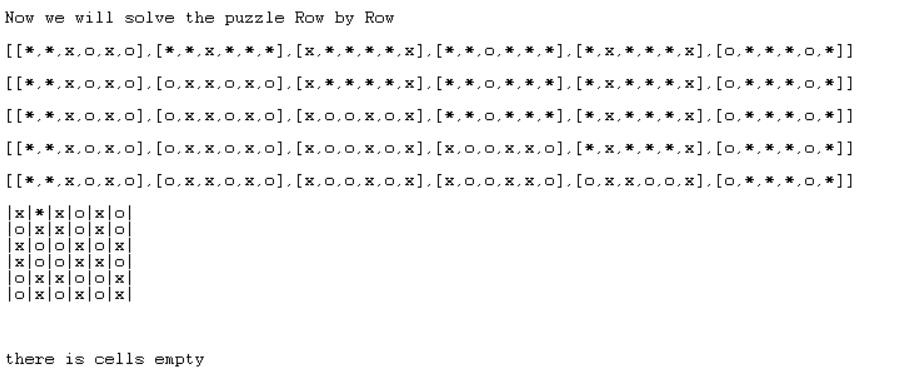 Now we will solve the puzzle Row by Row
[[*,*,x,o,x,o],[*,*,x,*,*,*],[x,*,*,*,*,x],[*,*,o,*,*,*],[*,x,*,*,*,x],[o,*,*,*,o,*]]
[[*,*,x,o,x,o],[o,x,x,o,x,o],[x,*,*,*,*,x],[*,*,o,*,*,*],[*,x,*,*,*,x],[o,*,*,*,o,*]]
[[*,*,x,o,x,o],[o,x,x,o,x,o],[x,o,o,x,o,x],[*,*,o,*,*,*],[*,x,*,*,*,x],[o,*,*,*,o,*]]
[[*,*,x,o,x,o],[o,x,x,o,x,o],[x,o,o,x,o,x],[x,o,o,x,x,o],[*,x,*,*,*,x],[o,*,*,*,o,*]]
[[*,*,x,o,x,o],[o,x,x,o,x,o],[x,o,o,x,o,x],[x,o,o,x,x,o],[o,x,x,o,o,x],[o,*,*,*,o,*]]
|x|*|x|o|x|o|
|o|x|x|o|x|o|
|x|o|o|x|o|x|
|x|o|o|x|x|o|
|o|x|x|o|o|x|
|o|x|o|x|o|x|
there is cells empty